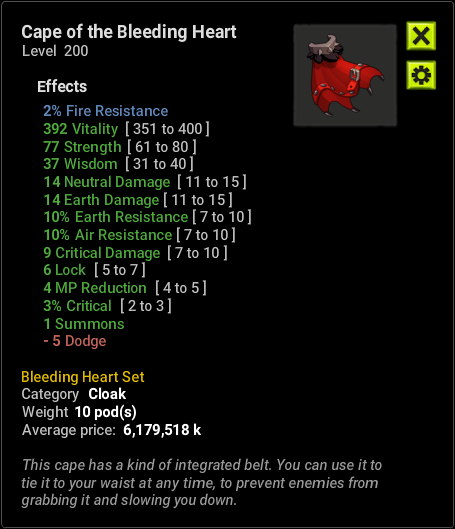 Cape of the Bleeding Heart
Level 200
Effects
2% Fire Resistance
392 Vitality [ 351 to 400 ]
77 Strength [ 61 to 80 ]
37 Wisdom [ 31 to 40 ]
14 Neutral Damage [ 11 to 15 ]
14 Earth Damage [ 11 to 15 ]
10% Earth Resistance [ 7 to 10 ]
10% Air Resistance [ 7 to 10 ]
9 Critical Damage [ 7 to 10 ]
6 Lock [ 5 to 7 ]
4 MP Reduction [ 4 to 5 ]
3% Critical [ 2 to 3 ]
1 Summons
- 5 Dodge
Bleeding Heart Set
Category Cloak
Weight 10 pod(s)
Average price: 6,179,518 k
This cape has a kind of integrated belt. You can use it to
tie it to your waist at any time, to prevent enemies from
grabbing it and slowing you down.